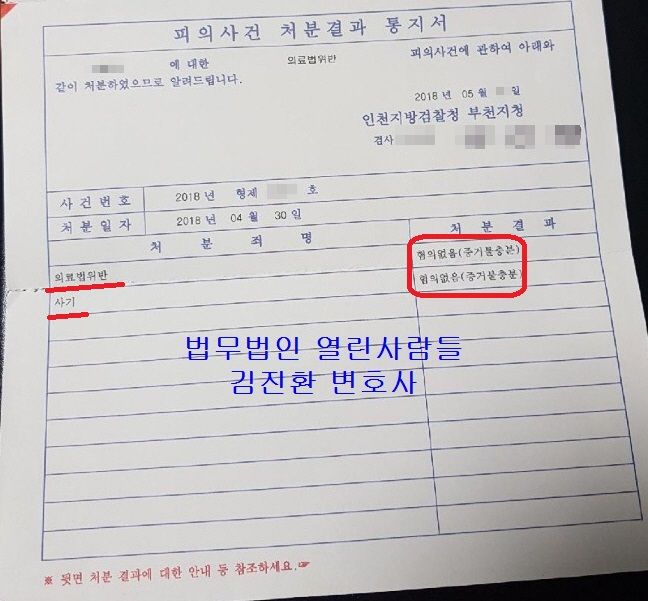 피의사건 처분결과 통지서
에 대한 의료법위반 피의사건에 관하여 아래와
같이 처분하였으므로 알려드립니다.
2018 년 05 월 일
인천지방검찰청 부천지청
검사
사건번호 2018 년 형제 호
처분일자 2018 년 04 월 30 일
처 분 죄 명 처 분 결 과
의료법위반 혐의없음(증거불충분)
사기 혐의없음(증거불충분)
법무법인 열린사람들
김전환 변호사
※ 뒷면 처분 결과에 대한 안내 등 참조하세요.☞